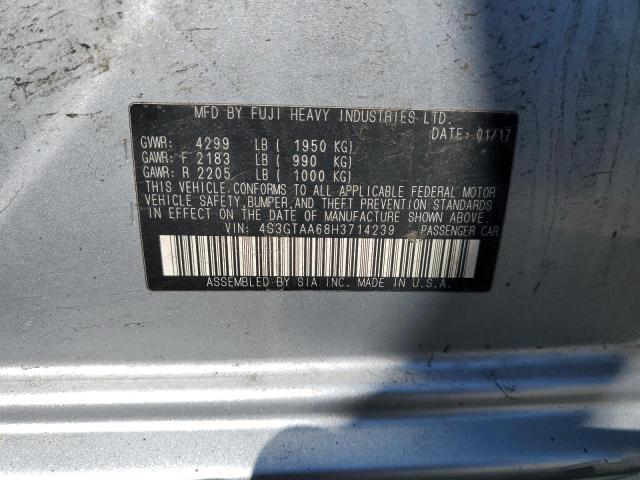 MFD BY FUJI HEAVY INDUSTRIES LTD.
DATE: 01/17
GVWR: 4299 LB ( 1950 KG)
GAWR: F 2183 LB ( 990 KG)
GAWR: R 2205 LB ( 1000 KG)
THIS VEHICLE CONFORMS TO ALL APPLICABLE FEDERAL MOTOR
VEHICLE SAFETY, BUMPER, AND THEFT PREVENTION STANDARDS
IN EFFECT ON THE DATE OF MANUFACTURE SHOWN ABOVE.
VIN: 4S3GTAA68H3714239 PASSENGER CAR
ASSEMBLED BY SIA INC. MADE IN U.S.A.